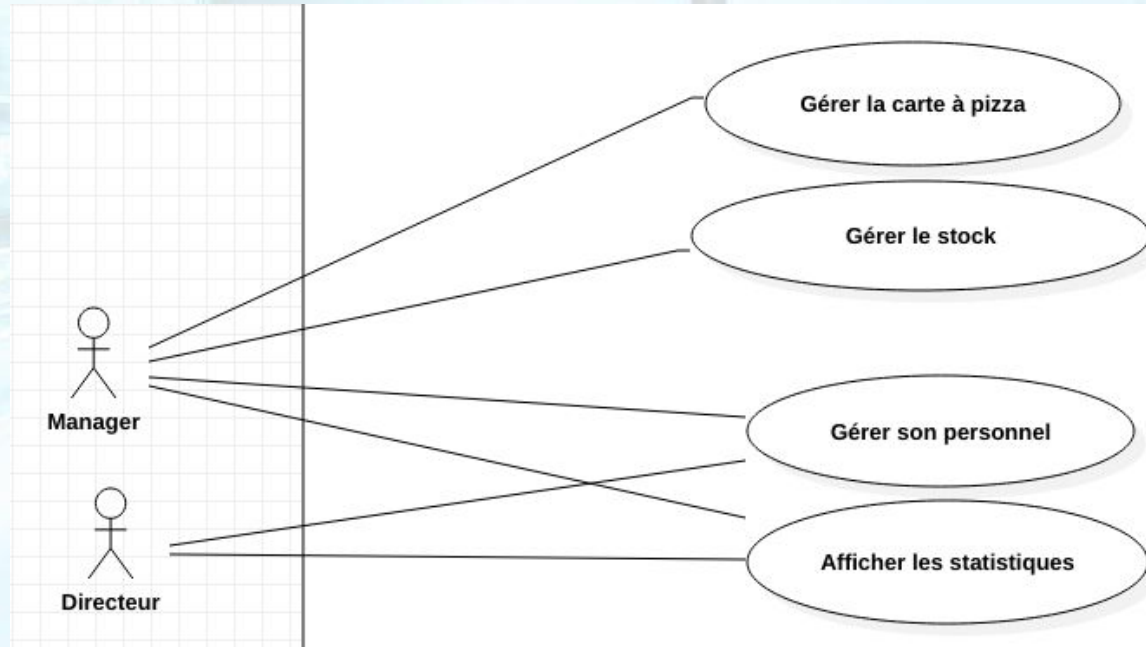 Gérer la carte à pizza
Gérer le stock
Manager
Gérer son personnel
Afficher les statistiques
Directeur